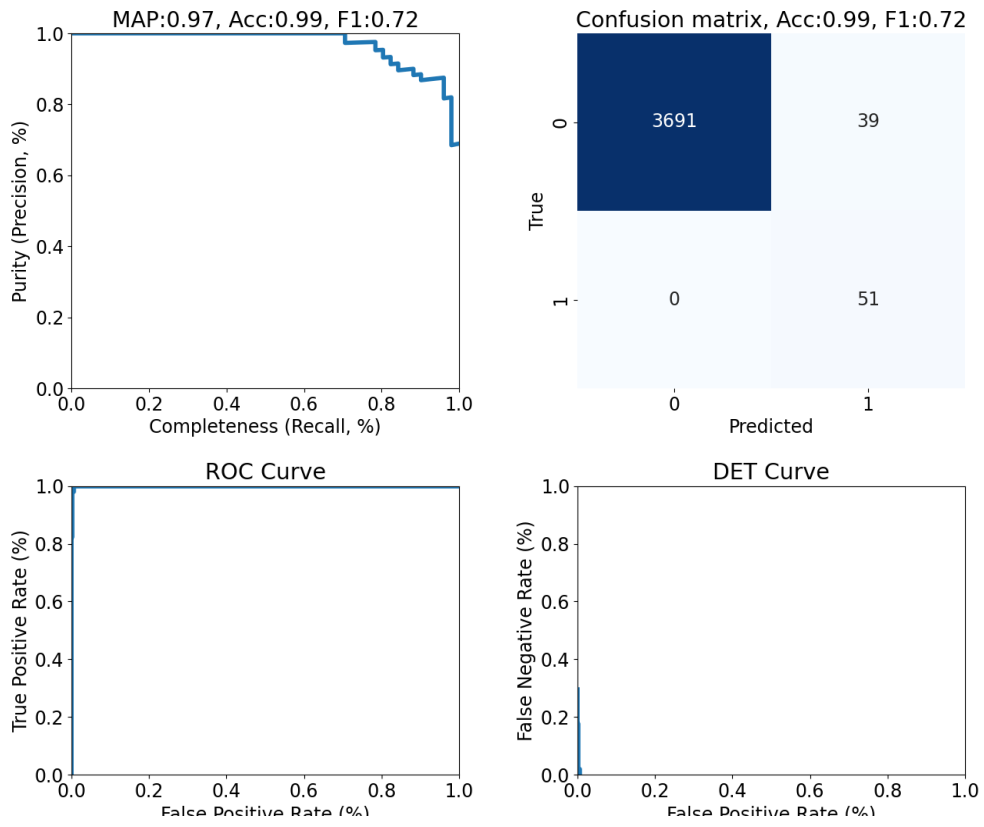 MAP:0.97, Acc:0.99, F1:0.72
1.0
0.8
0.6
0.4
0.2
0.0
Purity (Precision, %)
0.0 0.2 0.4 0.6 0.8 1.0
Completeness (Recall, %)
Confusion matrix, Acc:0.99, F1:0.72
True
0
1
3691 39
0 51
0 1
Predicted
ROC Curve
1.0
0.8
0.6
0.4
0.2
0.0
True Positive Rate (%)
0.0 0.2 0.4 0.6 0.8 1.0
False Positive Rate (%)
DET Curve
1.0
0.8
0.6
0.4
0.2
0.0
False Negative Rate (%)
0.0 0.2 0.4 0.6 0.8 1.0
False Positive Rate (%)